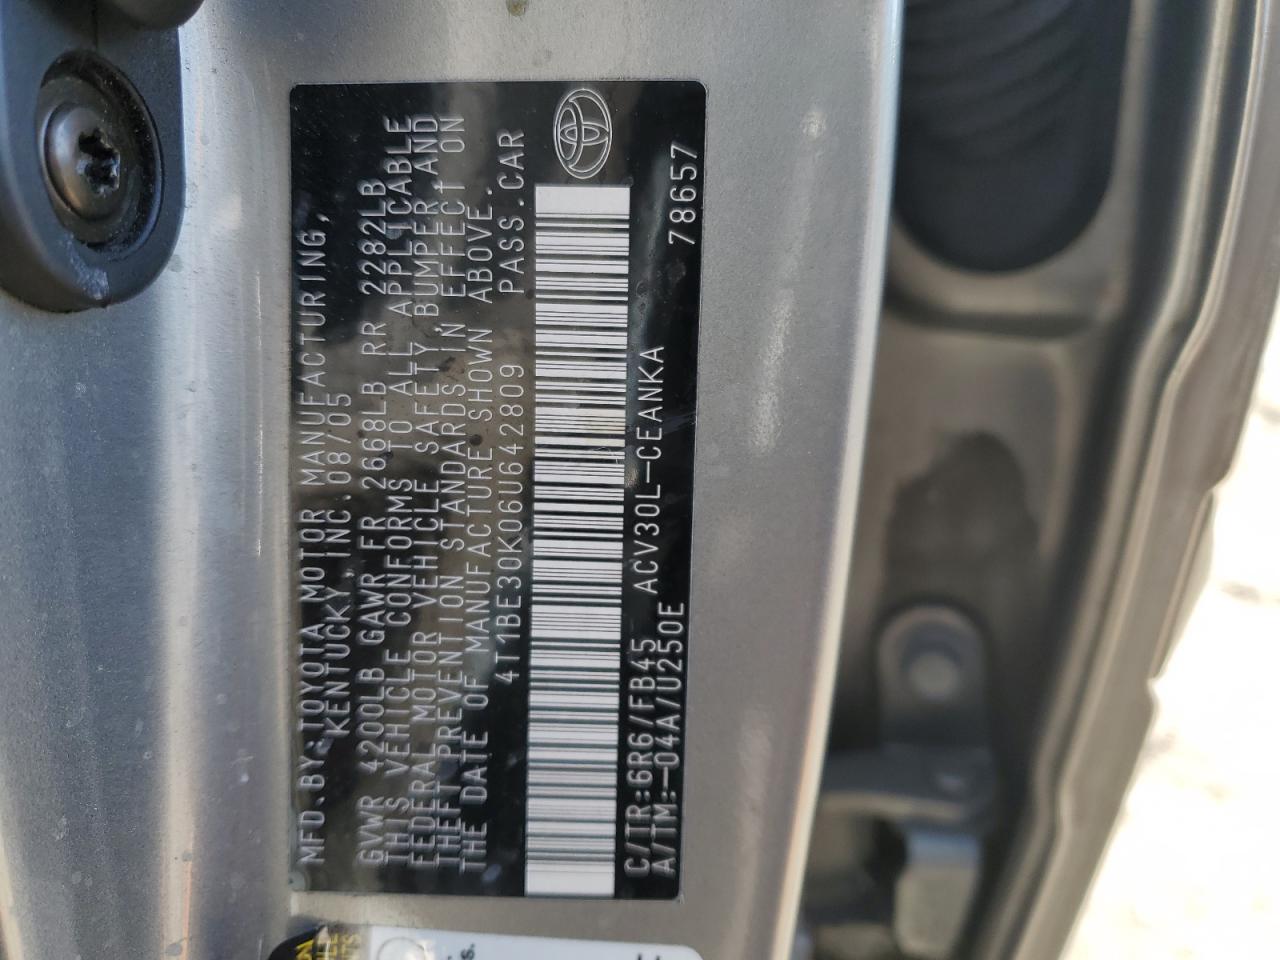 MFD.BY:TOYOTA MOTOR MANUFACTURING,
KENTUCKY,INC.08/05
GVWR 4200LB GAWR FR 2668LB RR 2282LB
THIS VEHICLE CONFORMS TO ALL APPLICABLE
FEDERAL MOTOR VEHICLE SAFETY,BUMPER,AND
THEFT PREVENTION STANDARDS IN EFFECT ON
THE DATE OF MANUFACTURE SHOWN ABOVE.
4T1BE30K06U642809 PASS.CAR
C/TR:6R6/FB45 ACV30L-CEANKA 78657
A/TM:-04A/U250E